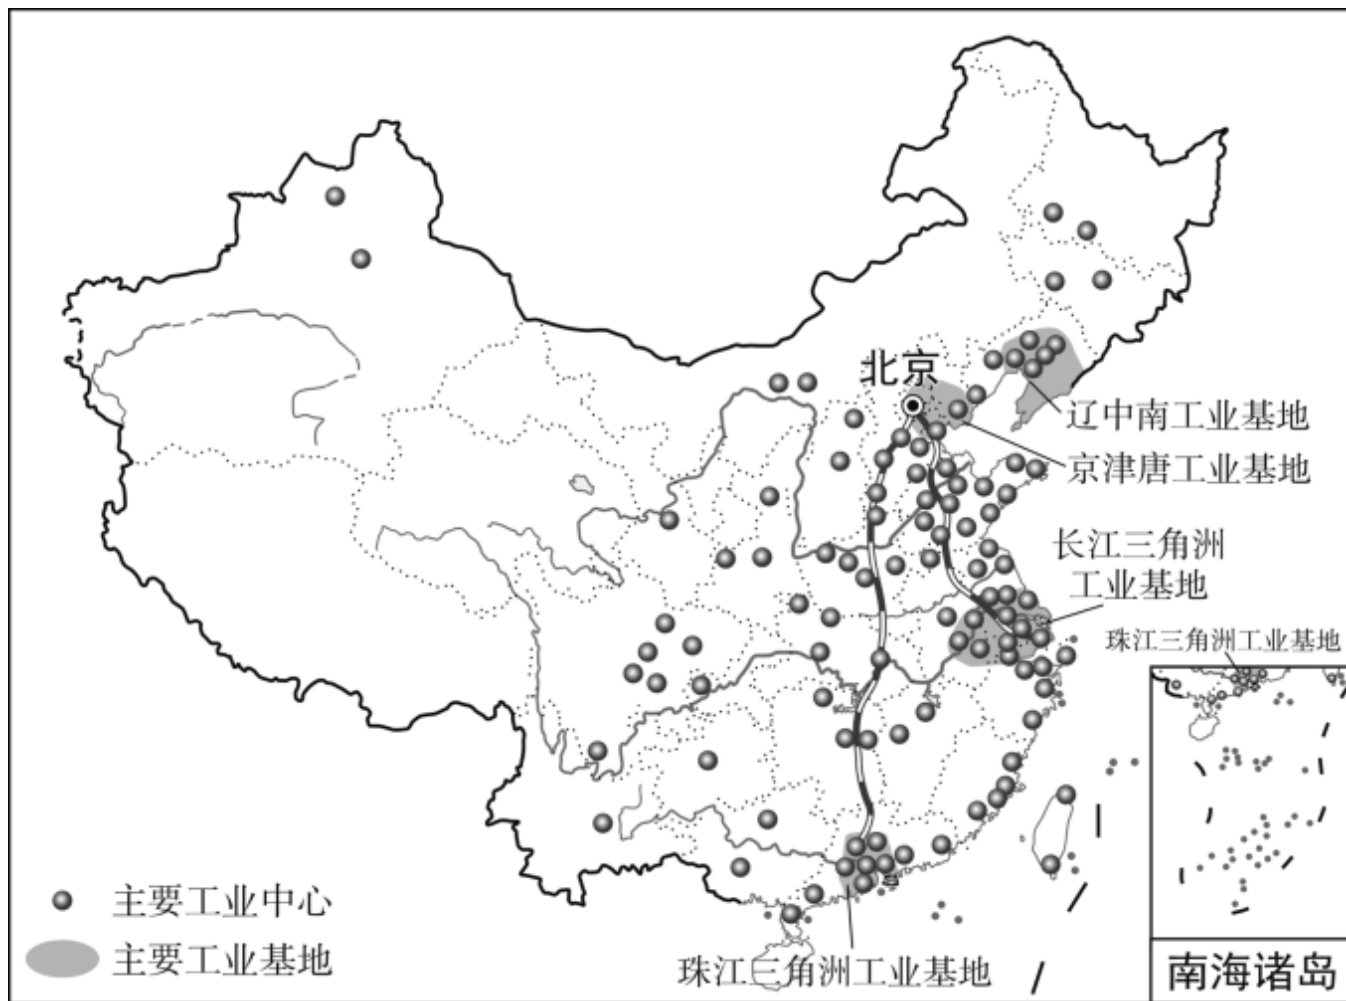 北京
辽中南工业基地
京津唐工业基地
长江三角洲
工业基地
珠江三角洲工业基地
主要工业中心
主要工业基地
珠江三角洲工业基地
南海诸岛